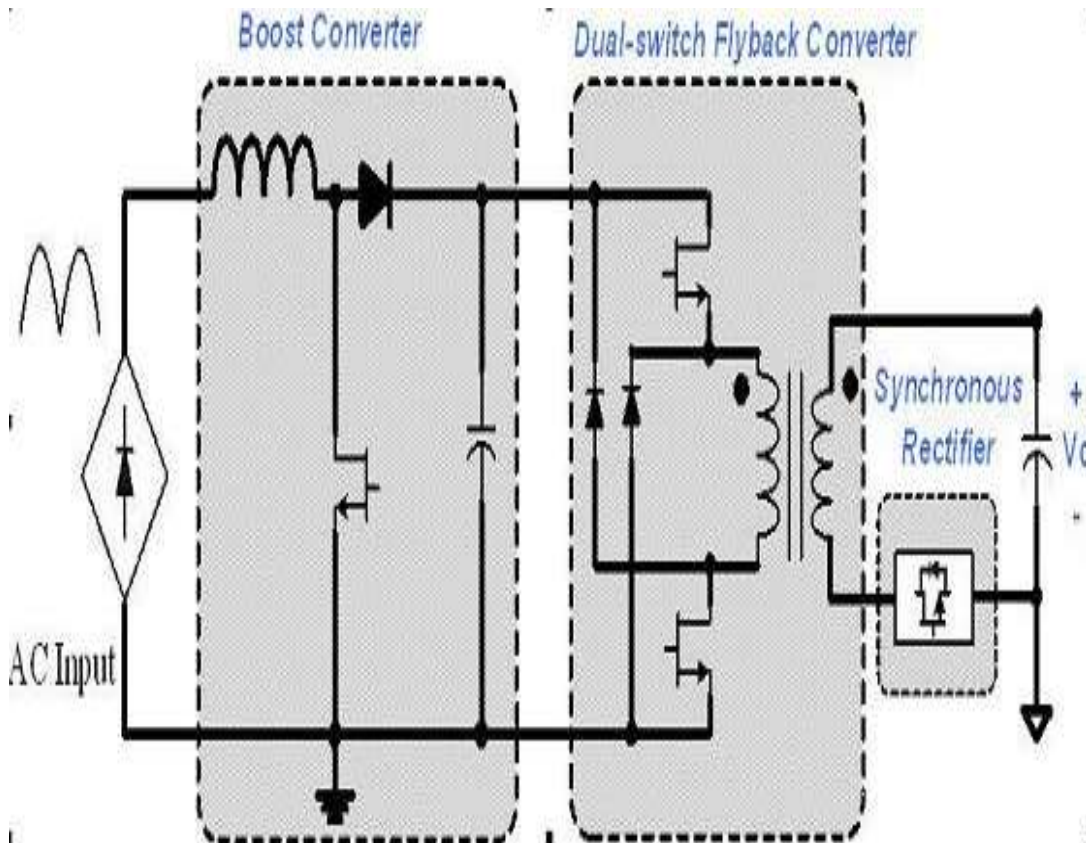 Boost Converter
Dual-switch Flyback Converter
Synchronous
Rectifier
+
-
AC Input